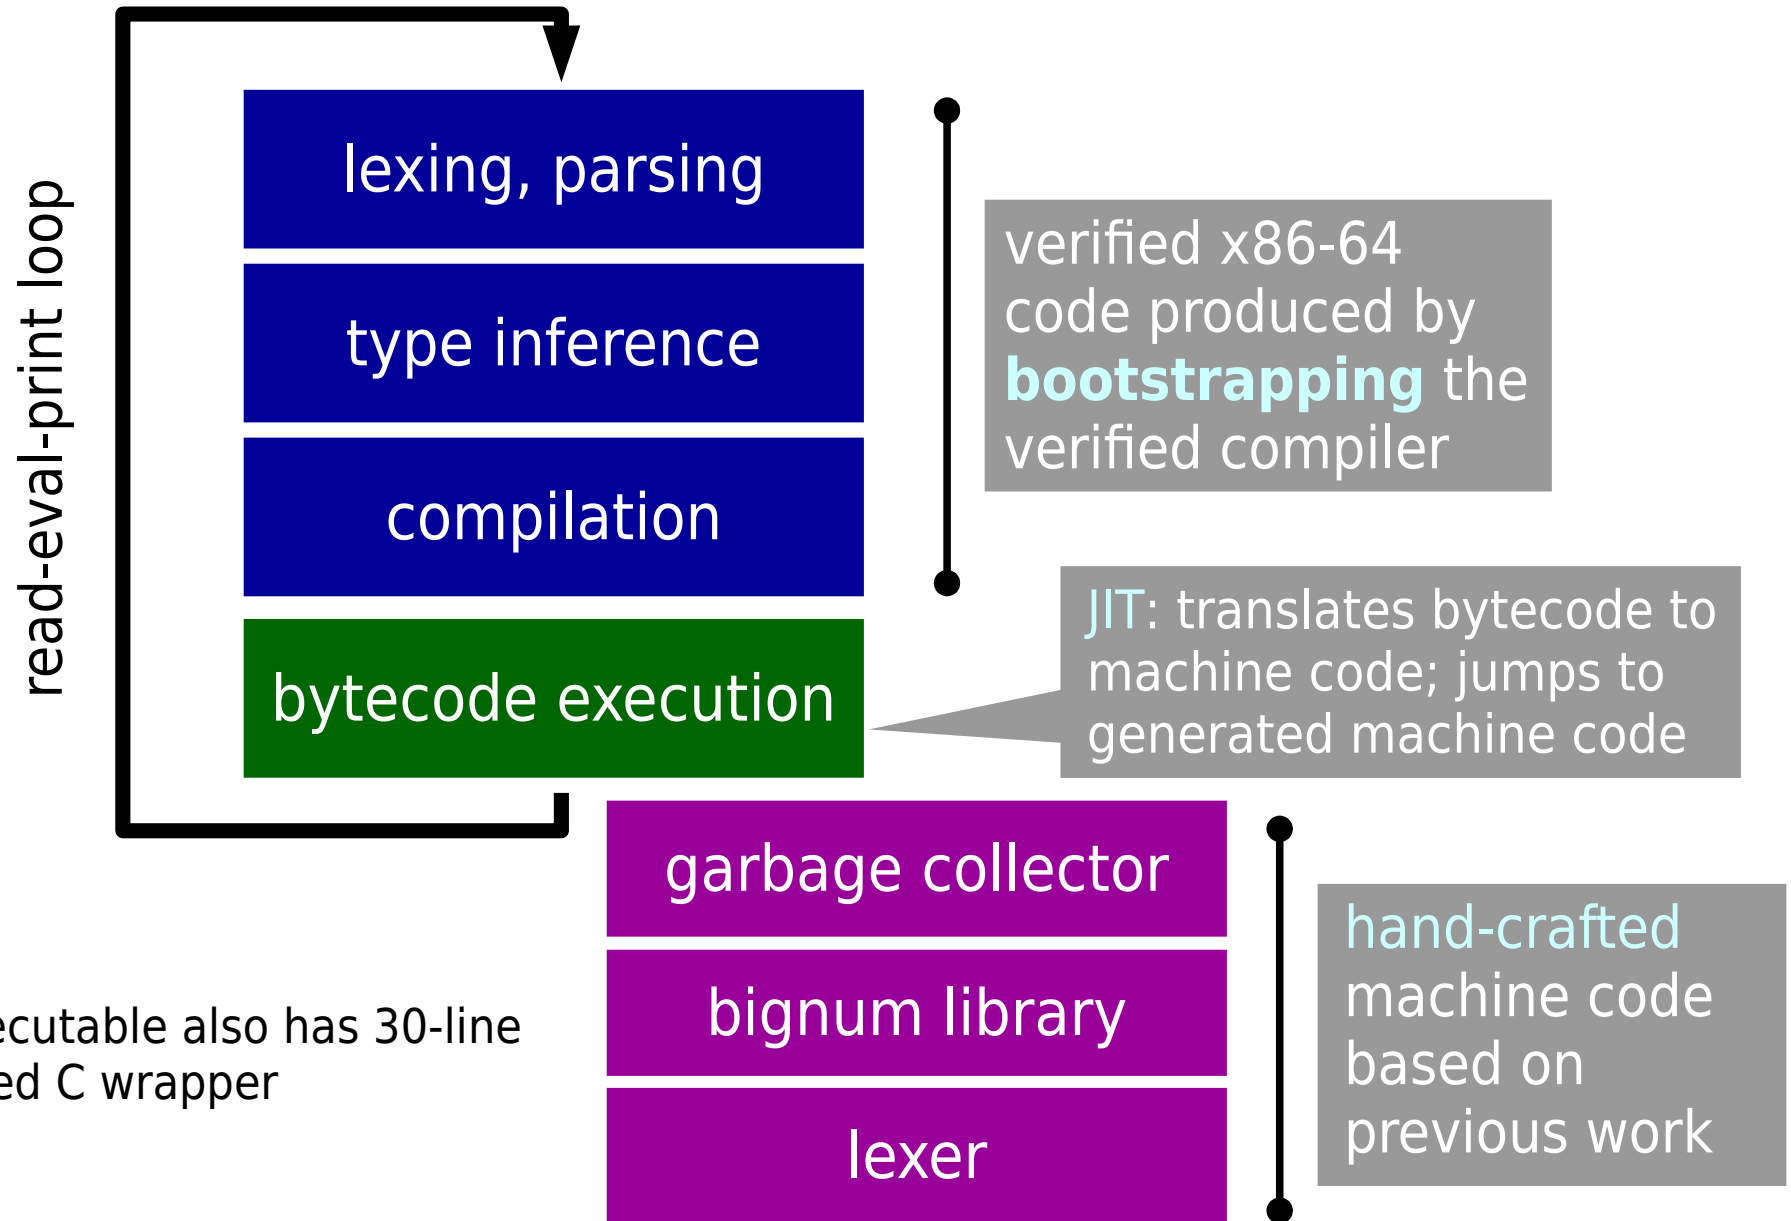 read-eval-print loop
lexing, parsing
type inference
compilation
bytecode execution
verified x86-64
code produced by
bootstrapping the
verified compiler
JIT: translates bytecode to
machine code; jumps to
generated machine code
garbage collector
bignum library
lexer
hand-crafted
machine code
based on
previous work
also has 30-line
C wrapper